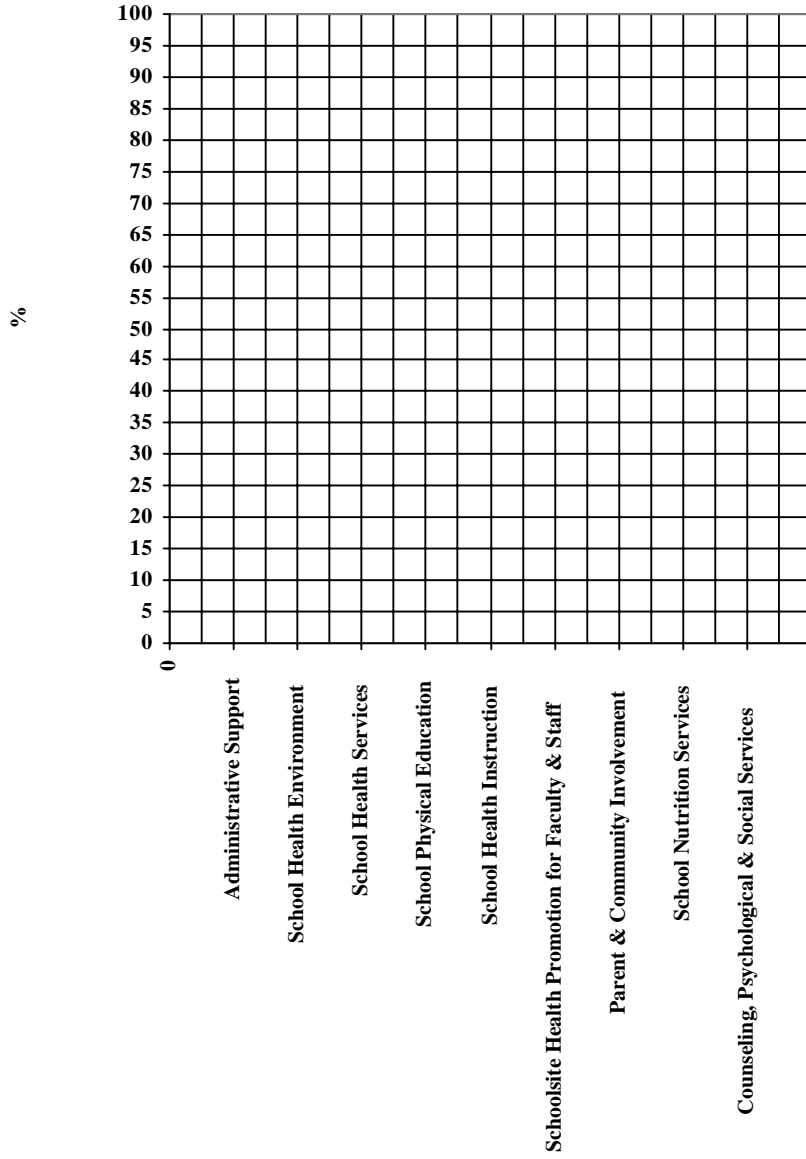 %
100
95
90
85
80
75
70
65
60
55
50
45
40
35
30
25
20
15
10
5
0
0
Administrative Support
School Health Environment
School Health Services
School Physical Education
School Health Instruction
Schoolsite Health Promotion for Faculty & Staff
Parent & Community Involvement
School Nutrition Services
Counseling, Psychological & Social Services